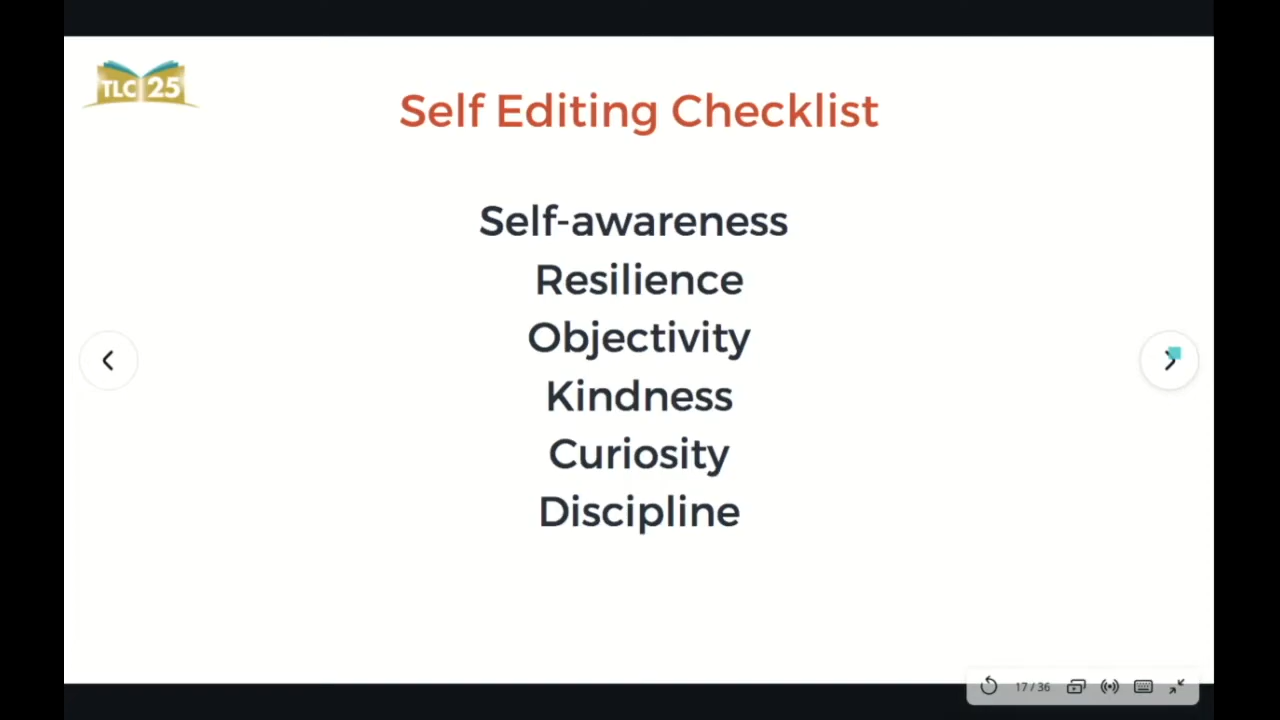 TLC 25
Self Editing Checklist
Self-awareness
Resilience
Objectivity
Kindness
Curiosity
Discipline
17 / 36